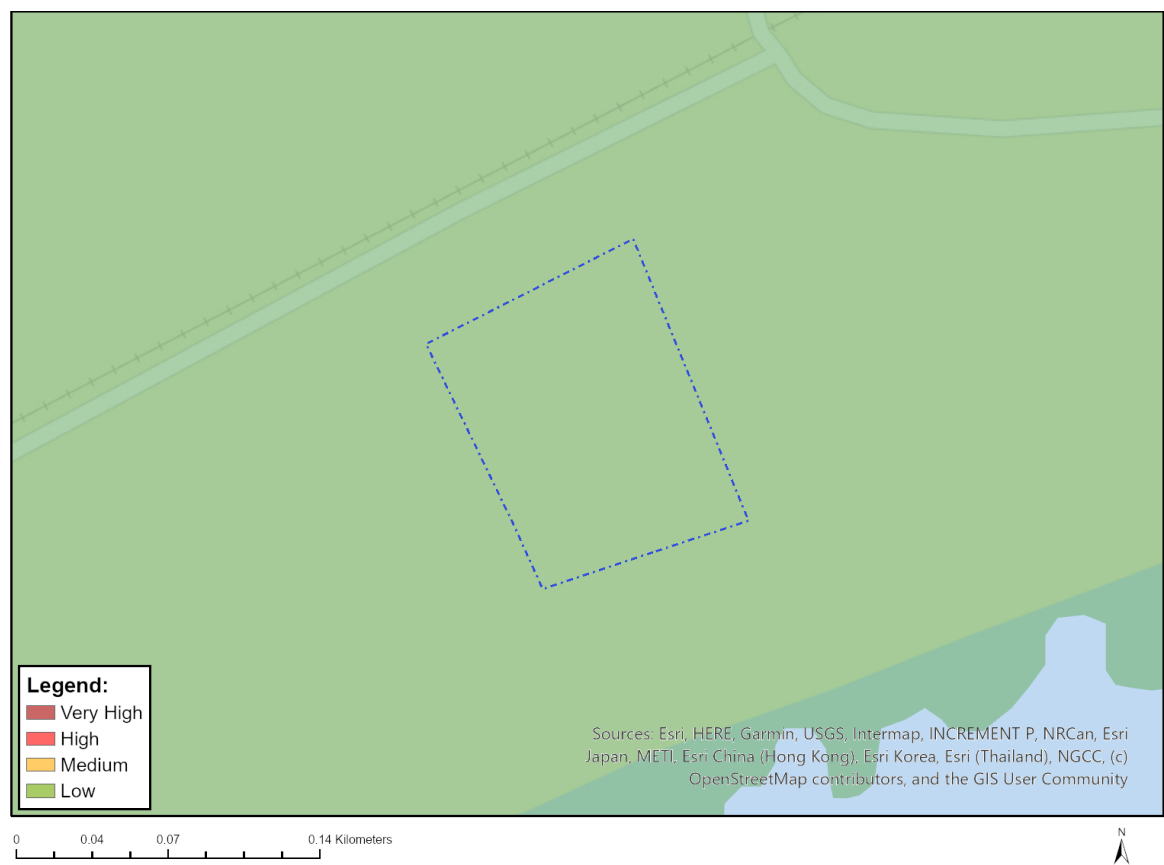 Legend:
Very High
High
Medium
Low
Sources: Esri, HERE, Garmin, USGS, Intermap, INCREMENT P, NRCan, Esri
Japan, METI, Esri China (Hong Kong), Esri Korea, Esri (Thailand), NGCC, (c)
OpenStreetMap contributors, and the GIS User Community
0 0.04 0.07 0.14 Kilometers
N